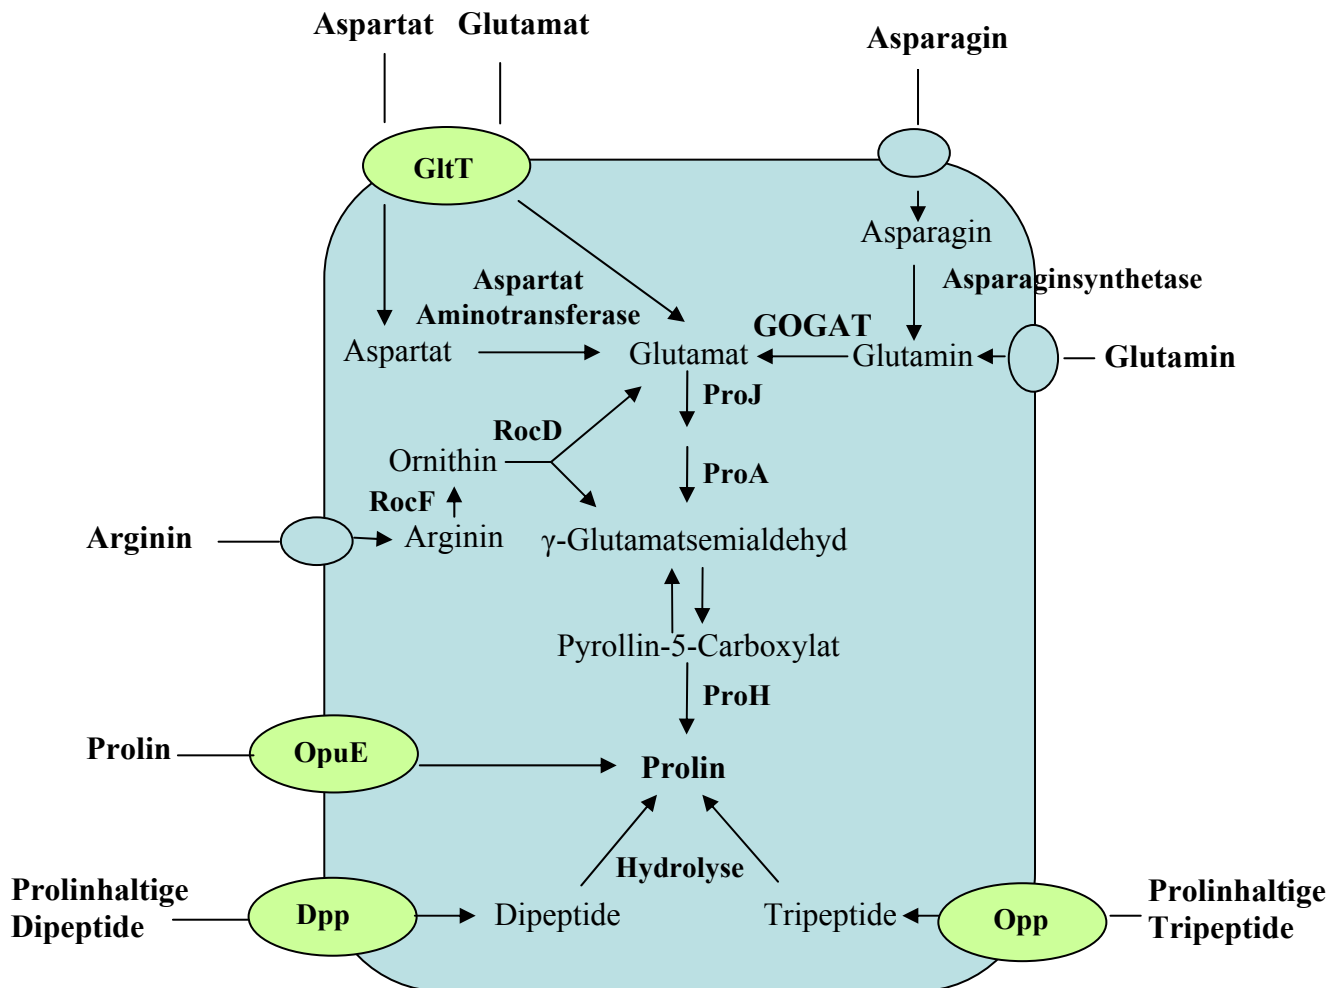 Aspartat Glutamat
Asparagin
GltT
Asparagin
Aspartat
Aminotransferase
Asparaginsynthetase
GOGAT
Aspartat
Glutamat
Glutamin
Glutamin
ProJ
RocD
Ornithin
ProA
RocF
Arginin
Arginin
γ-Glutamatsemialdehyd
Pyrollin-5-Carboxylat
ProH
Prolin
OpuE
Prolin
Hydrolyse
Prolinhaltige
Dipeptide
Dpp
Dipeptide
Tripeptide
Opp
Prolinhaltige
Tripeptide